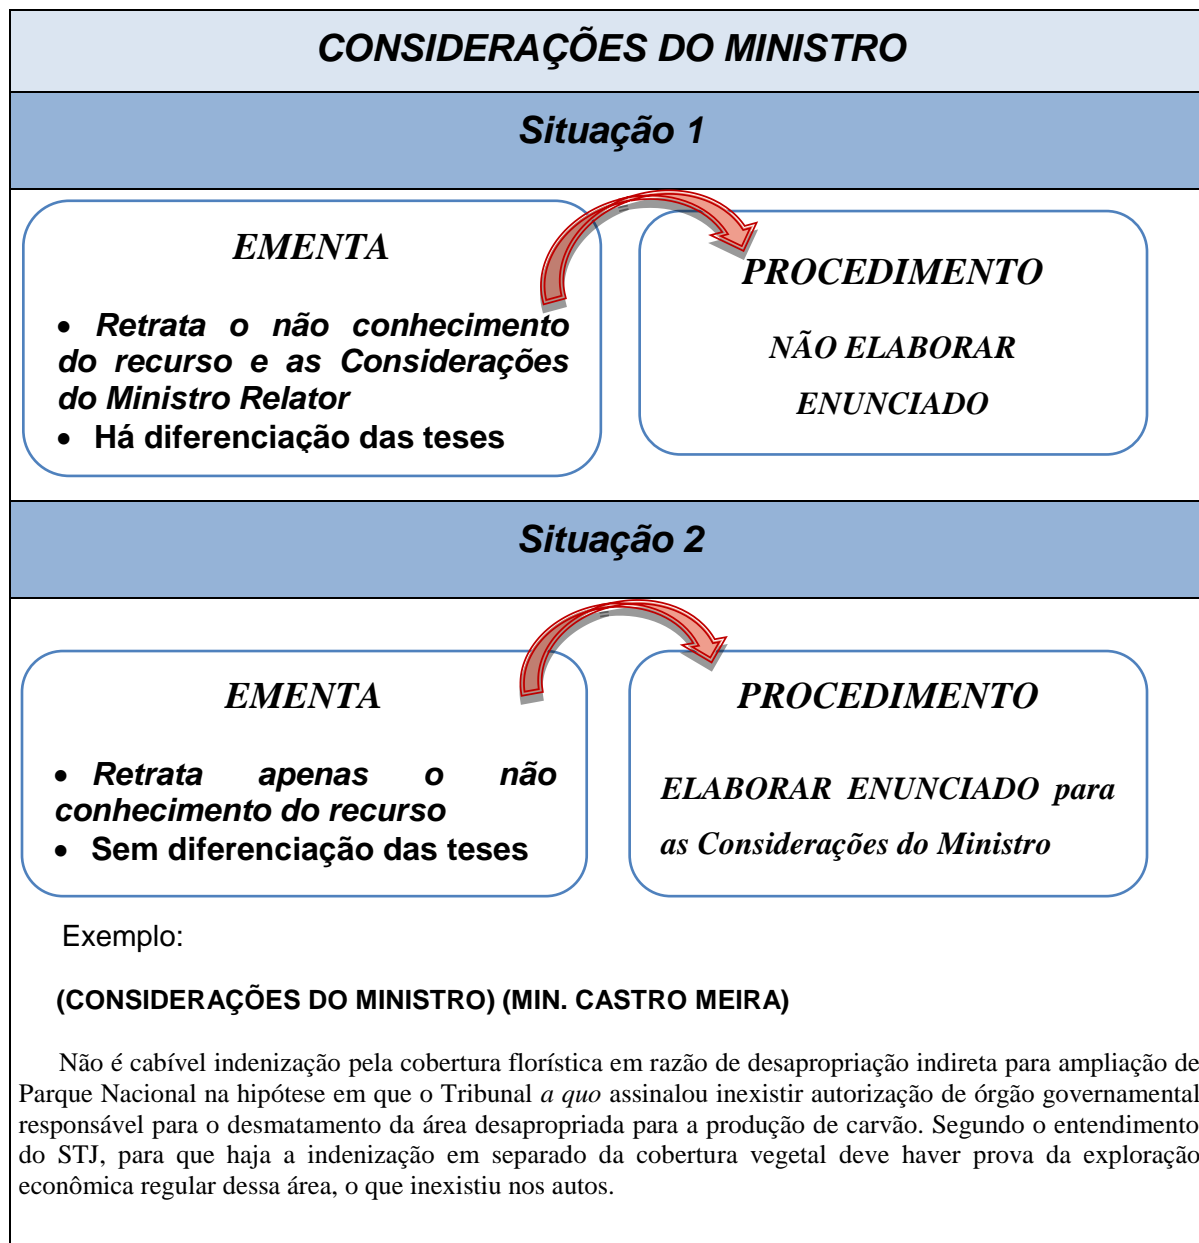 CONSIDERAÇÕES DO MINISTRO
Situação 1
EMENTA
• Retrata o não conhecimento
do recurso e as Considerações
do Ministro Relator
• Há diferenciação das teses
PROCEDIMENTO
NÃO ELABORAR
ENUNCIADO
Situação 2
EMENTA
• Retrata apenas o não
conhecimento do recurso
• Sem diferenciação das teses
PROCEDIMENTO
ELABORAR ENUNCIADO para
as Considerações do Ministro
Exemplo:
(CONSIDERAÇÕES DO MINISTRO) (MIN. CASTRO MEIRA)
Não é cabível indenização pela cobertura florística em razão de desapropriação indireta para ampliação de
Parque Nacional na hipótese em que o Tribunal a quo assinalou inexistir autorização de órgão governamental
responsável para o desmatamento da área desapropriada para a produção de carvão. Segundo o entendimento
do STJ, para que haja a indenização em separado da cobertura vegetal deve haver prova da exploração
econômica regular dessa área, o que inexistiu nos autos.